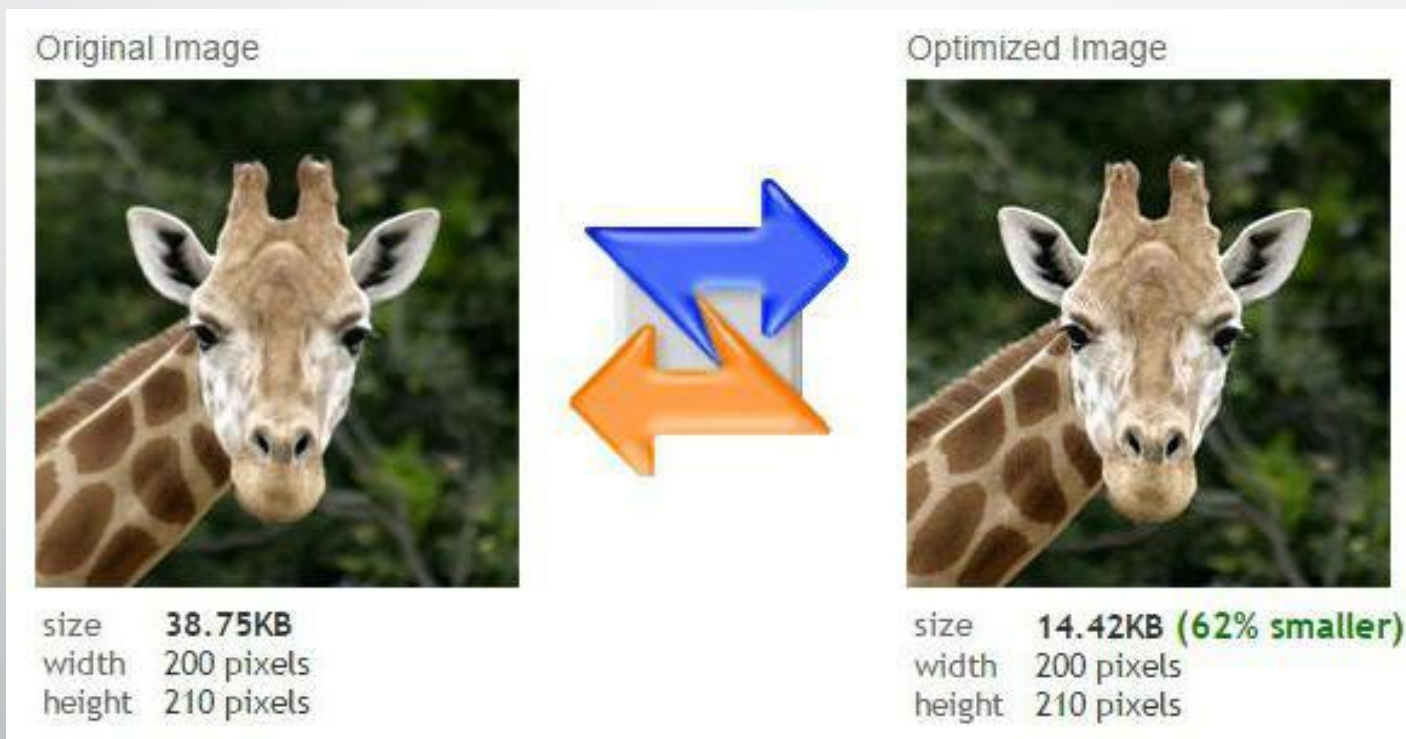 Original Image
size 38.75KB
width 200 pixels
height 210 pixels
Optimized Image
size 14.42KB (62% smaller)
width 200 pixels
height 210 pixels